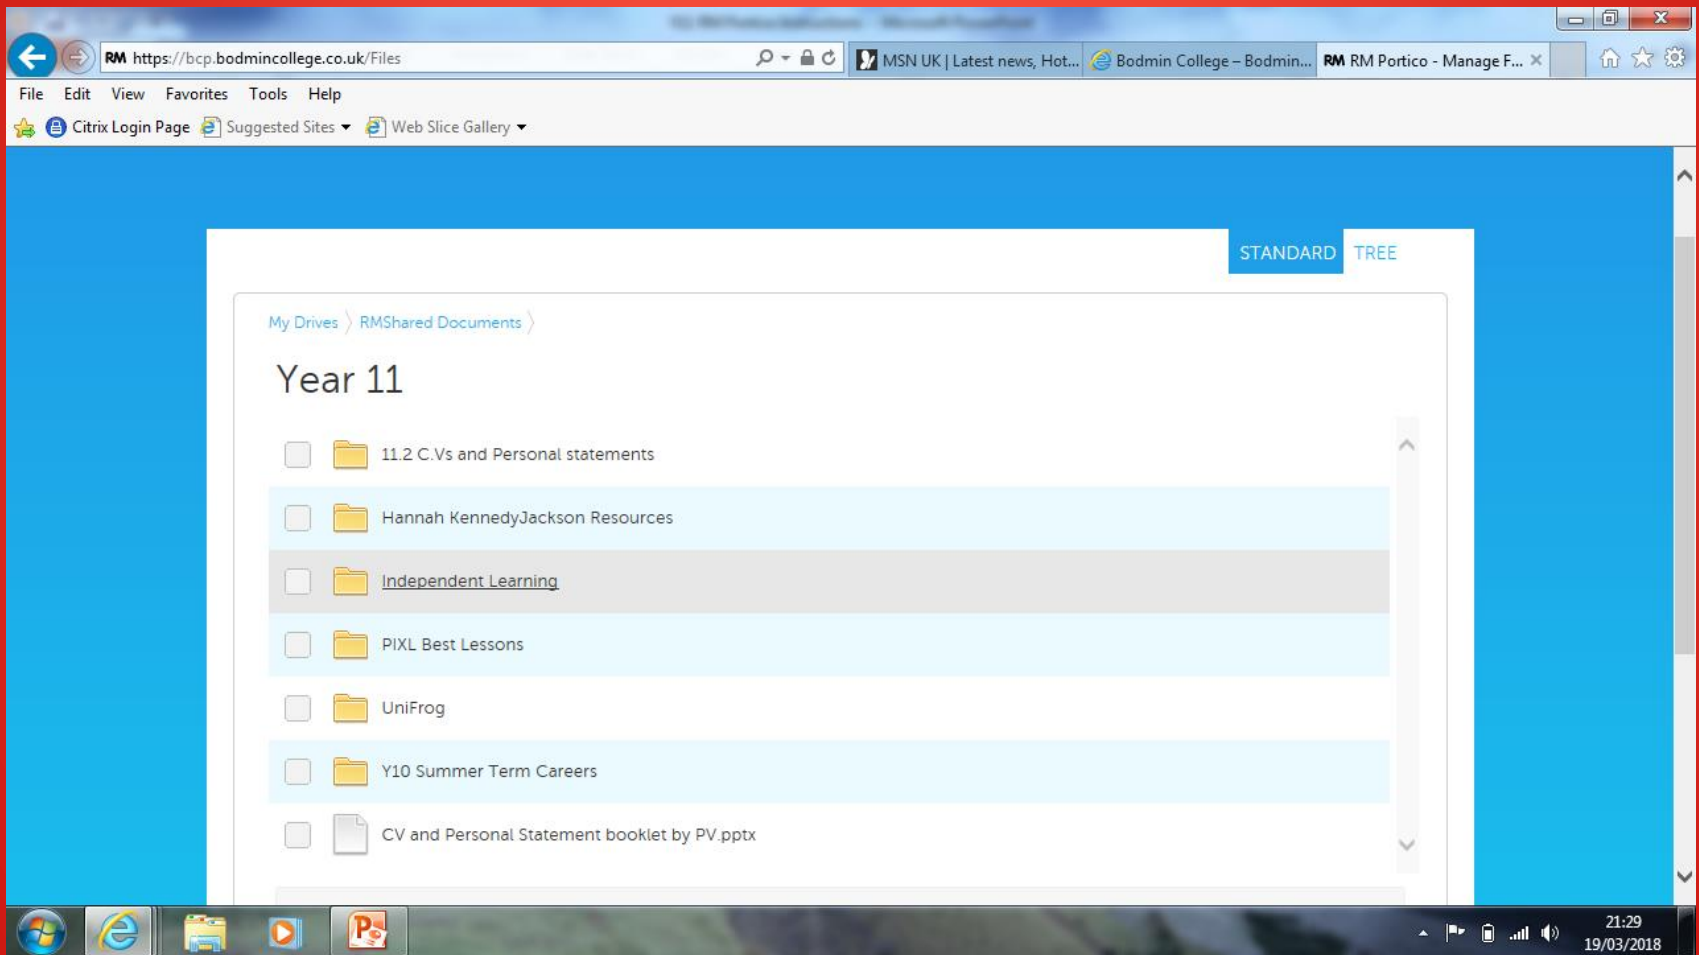 RM https://bcp.bodmincollege.co.uk/Files
MSN UK | Latest news, Hot...
Bodmin College – Bodmin...
RM RM Portico - Manage F...
File Edit View Favorites Tools Help
Citrix Login Page Suggested Sites Web Slice Gallery
STANDARD TREE
My Drives RMShared Documents
Year 11
11.2 C.Vs and Personal statements
Hannah KennedyJackson Resources
Independent Learning
PIXL Best Lessons
UniFrog
Y10 Summer Term Careers
CV and Personal Statement booklet by PV.pptx
21:29
19/03/2018